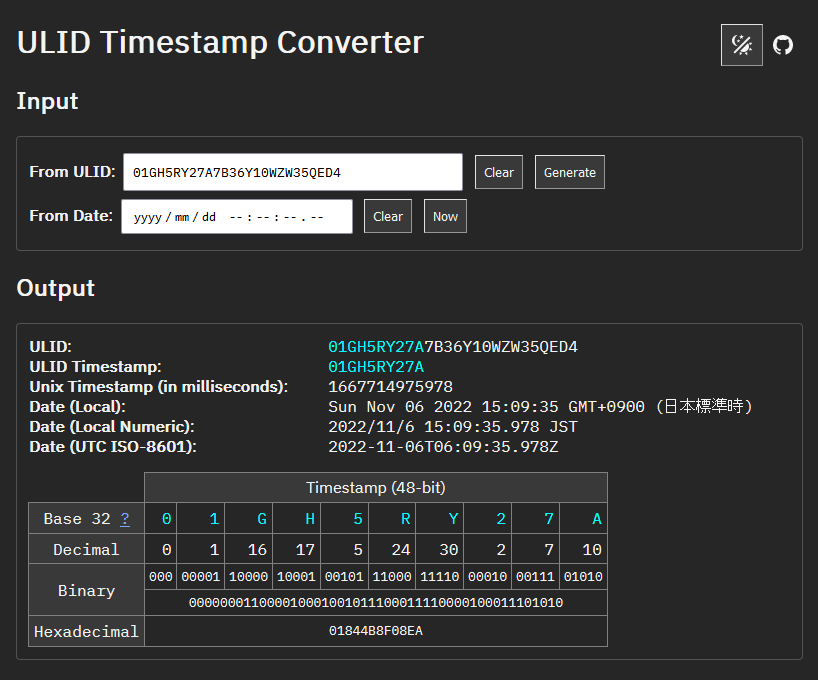 ULID Timestamp Converter
Input
From ULID: 01GH5RY27A7B36Y10WZW35QED4 Clear Generate
From Date: yyyy/mm/dd --:--:--.-- Clear Now
Output
ULID: 01GH5RY27A7B36Y10WZW35QED4
ULID Timestamp: 01GH5RY27A
Unix Timestamp (in milliseconds): 1667714975978
Date (Local): Sun Nov 06 2022 15:09:35 GMT+0900 (日本標準時)
Date (Local Numeric): 2022/11/6 15:09:35.978 JST
Date (UTC ISO-8601): 2022-11-06T06:09:35.978Z
Timestamp (48-bit)
Base 32 ? 0 1 G H 5 R Y 2 7 A
Decimal 0 1 16 17 5 24 30 2 7 10
Binary 000 00001 10000 10001 00101 11000 11110 00010 00111 01010
000000011000010001001011100011110000100011101010
Hexadecimal 01844B8F08EA